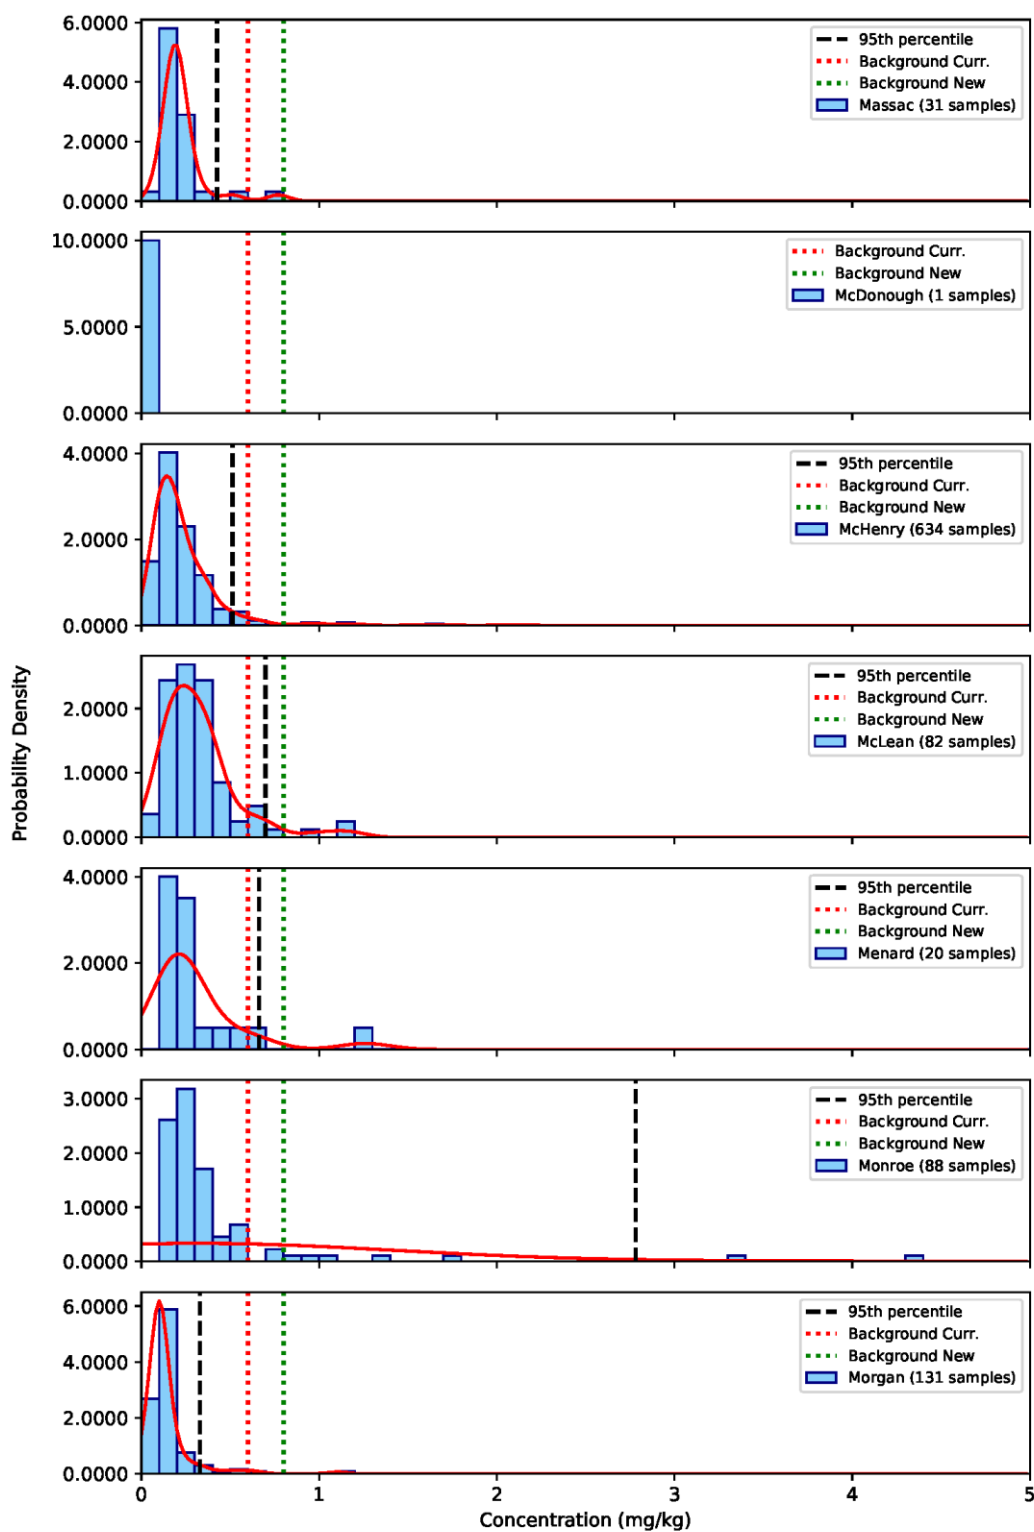 6.0000
4.0000
2.0000
0.0000
95th percentile
Background Curr.
Background New
Massac (31 samples)
10.0000
5.0000
0.0000
Background Curr.
Background New
McDonough (1 samples)
4.0000
2.0000
0.0000
95th percentile
Background Curr.
Background New
McHenry (634 samples)
Probability Density
2.0000
1.0000
0.0000
95th percentile
Background Curr.
Background New
McLean (82 samples)
4.0000
2.0000
0.0000
95th percentile
Background Curr.
Background New
Menard (20 samples)
3.0000
2.0000
1.0000
0.0000
95th percentile
Background Curr.
Background New
Monroe (88 samples)
6.0000
4.0000
2.0000
0.0000
95th percentile
Background Curr.
Background New
Morgan (131 samples)
0 1 2 3 4 5
Concentration (mg/kg)